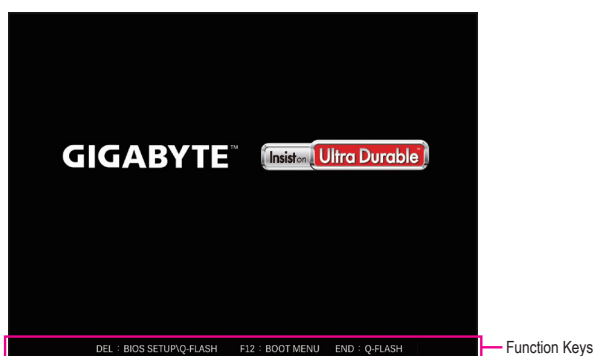 GIGABYTE™ Insist on Ultra Durable™
DEL : BIOS SETUP\Q-FLASH F12 : BOOT MENU END : Q-FLASH
Function Keys